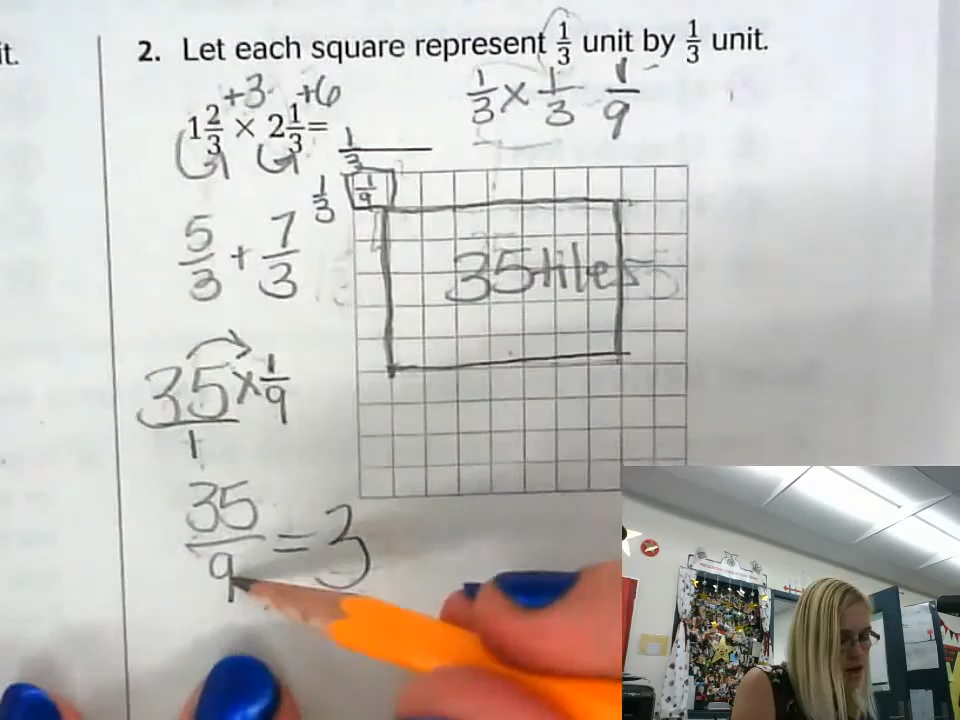 it.
2. Let each square represent 1/3 unit by 1/3 unit.
+3 +6
1 2/3 × 2 1/3 =
1/3 × 1/3 1/9
1/3
1/3 1/9
5/3 + 7/3
35 tiles
35/1 × 1/9
35/9 = 3